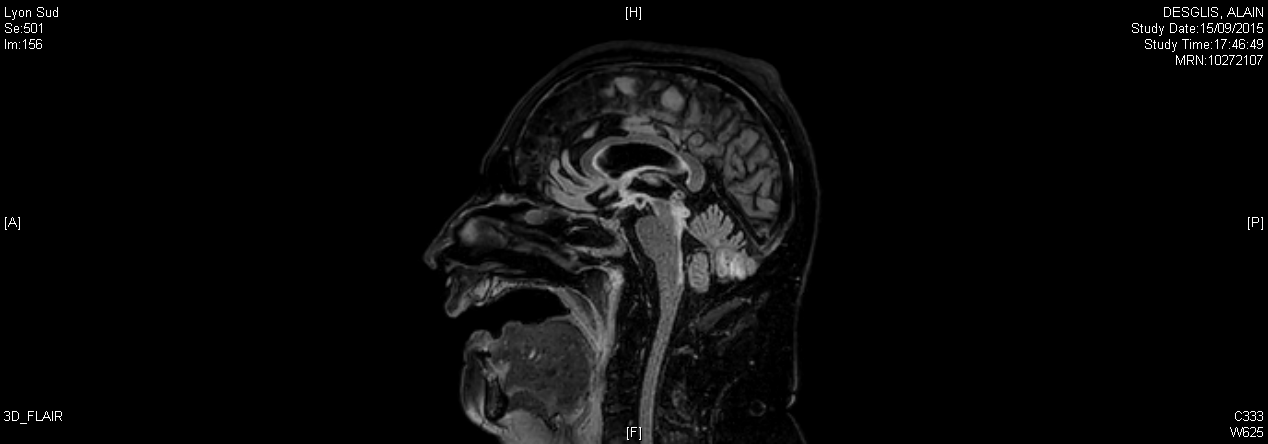 Lyon Sud
Se:501
Im:156
[H]
DESGLIS, ALAIN
Study Date:15/09/2015
Study Time:17:46:49
MRN:10272107
[A]
[P]
3D_FLAIR
[F]
C333
W625